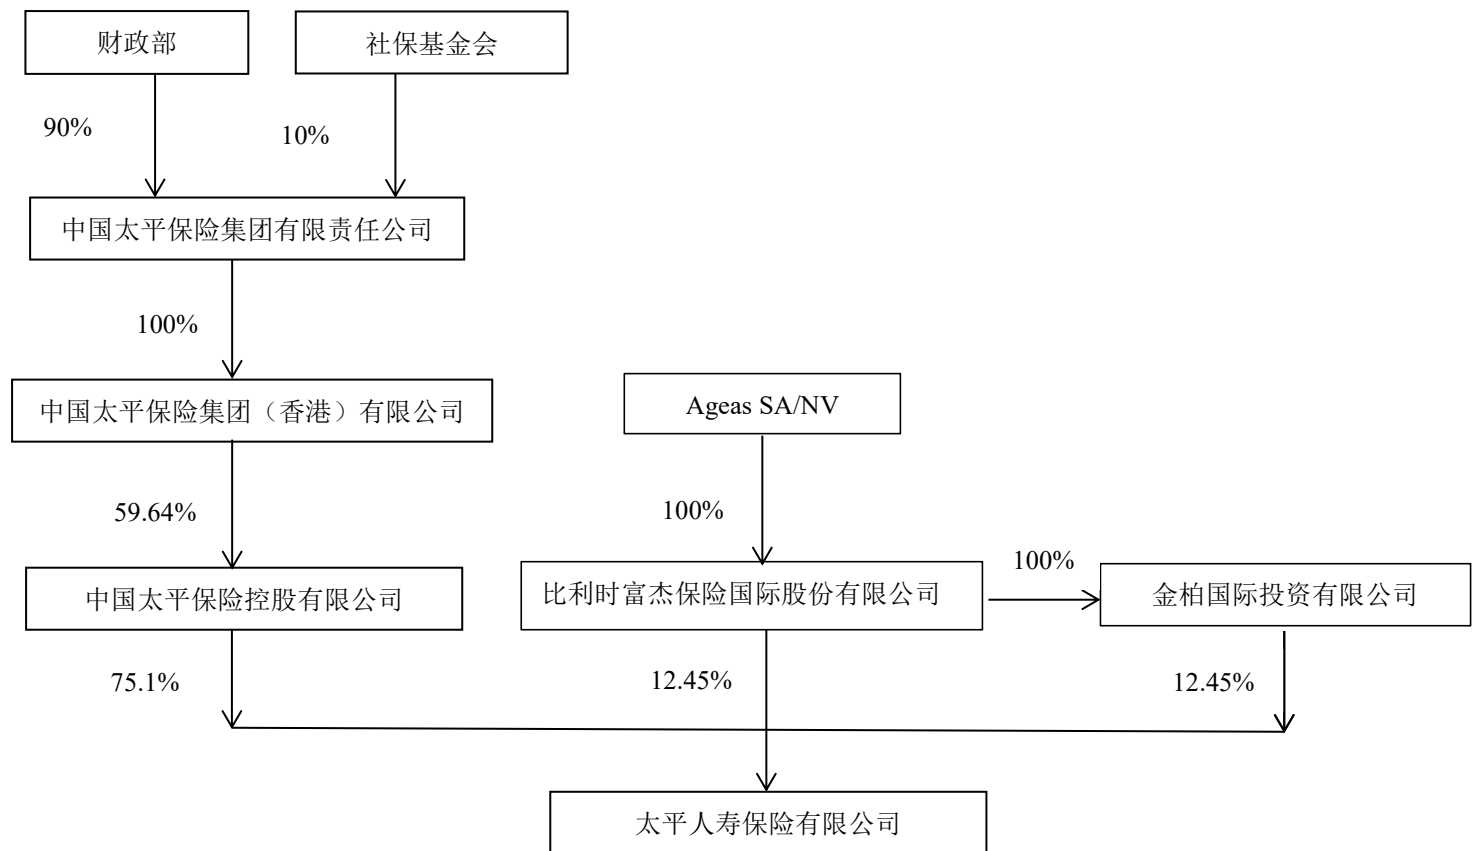 财政部
社保基金会
90%
10%
中国太平保险集团有限责任公司
100%
中国太平保险集团（香港）有限公司
Ageas SA/NV
59.64%
100%
100%
中国太平保险控股有限公司
比利时富杰保险国际股份有限公司
金柏国际投资有限公司
75.1%
12.45%
12.45%
太平人寿保险有限公司